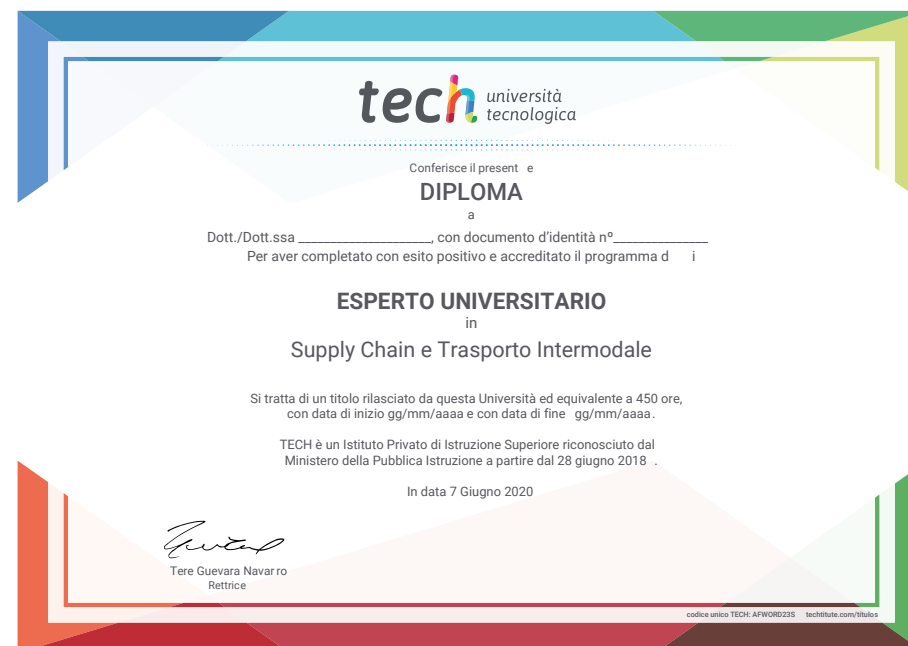 tech università
tecnologica
Conferisce il present e
DIPLOMA
a
Dott./Dott.ssa ____________________, con documento d'identità nº______________
Per aver completato con esito positivo e accreditato il programma d i
ESPERTO UNIVERSITARIO
in
Supply Chain e Trasporto Intermodale
Si tratta di un titolo rilasciato da questa Università ed equivalente a 450 ore,
con data di inizio gg/mm/aaaa e con data di fine gg/mm/aaaa.
TECH è un Istituto Privato di Istruzione Superiore riconosciuto dal
Ministero della Pubblica Istruzione a partire dal 28 giugno 2018 .
In data 7 Giugno 2020
Tere Guevara Navar ro
Rettrice
codice unico TECH: AFWORD23S techtitute.com/titulos